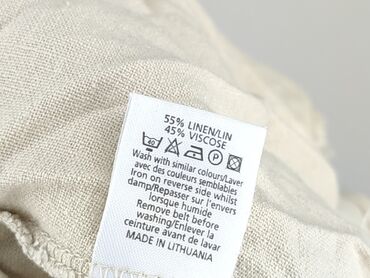 55% LINEN/LIN
45% VISCOSE
40 P
Wash with similar colours/Laver
avec des couleurs semblables
Iron on reverse side whilst
damp/Repasser sur l'envers
lorsque humide
Remove belt before
washing/Enlever la
ceinture avant de lavar
MADE IN LITHUANIA